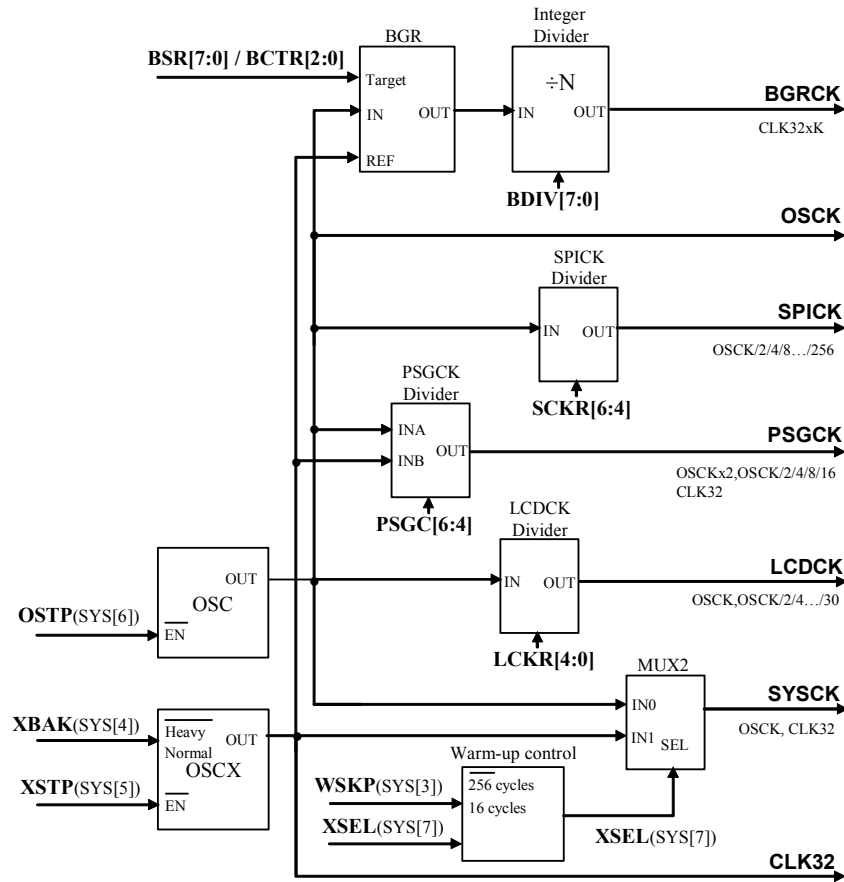 BGR
Integer
Divider
BSR[7:0] / BCTR[2:0]
Target
IN
OUT
REF
÷N
IN
OUT
BGRCK
CLK32xK
BDIV[7:0]
OSCK
SPICK
Divider
IN
OUT
SPICK
OSCK/2/4/8…/256
SCKR[6:4]
PSGCK
Divider
INA
INB
OUT
PSGCK
OSCKx2,OSCK/2/4/8/16
CLK32
PSGC[6:4]
LCDCK
Divider
IN
OUT
LCDCK
OSCK,OSCK/2/4…/30
LCKR[4:0]
OUT
OSC
EN
OSTP(SYS[6])
MUX2
IN0
IN1
SEL
SYSCK
OSCK, CLK32
XBAK(SYS[4])
Heavy
Normal
OUT
OSCX
EN
XSTP(SYS[5])
Warm-up control
256 cycles
16 cycles
WSKP(SYS[3])
XSEL(SYS[7])
XSEL(SYS[7])
CLK32